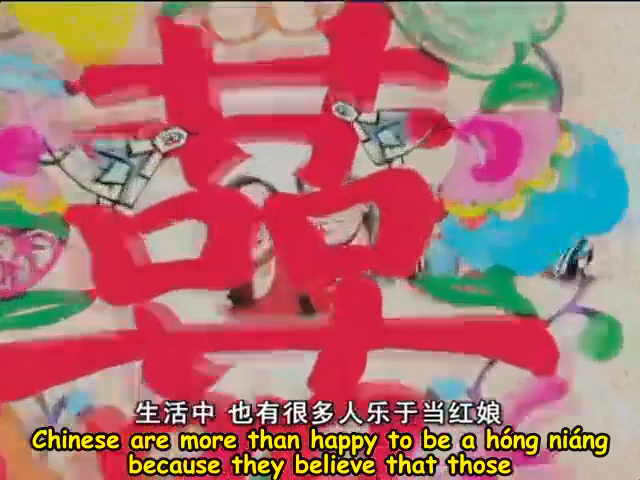 囍
生活中 也有很多人乐于当红娘
Chinese are more than happy to be a hóng niáng
because they believe that those